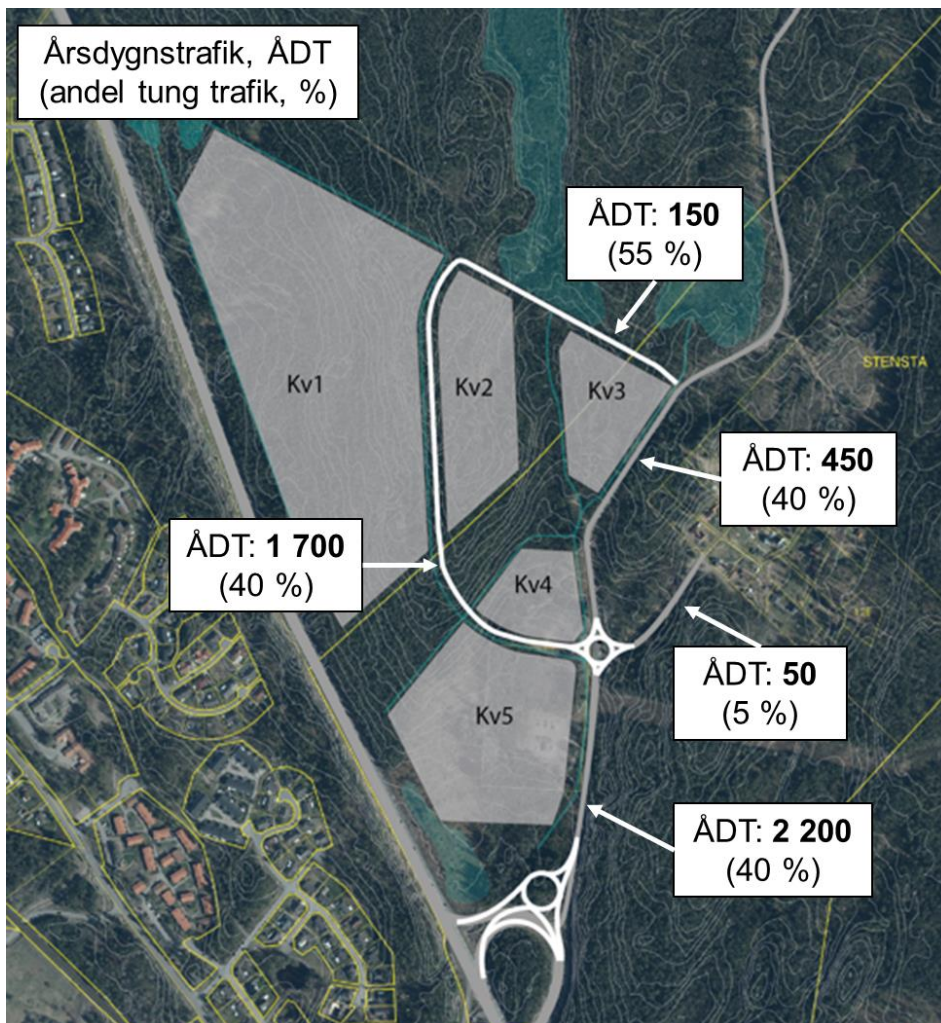 Årsdygnstrafik, ÅDT
(andel tung trafik, %)
ÅDT: 150
(55 %)
STENSTA
Kv1
Kv2
Kv3
ÅDT: 450
(40 %)
ÅDT: 1 700
(40 %)
Kv4
ÅDT: 50
(5 %)
Kv5
ÅDT: 2 200
(40 %)